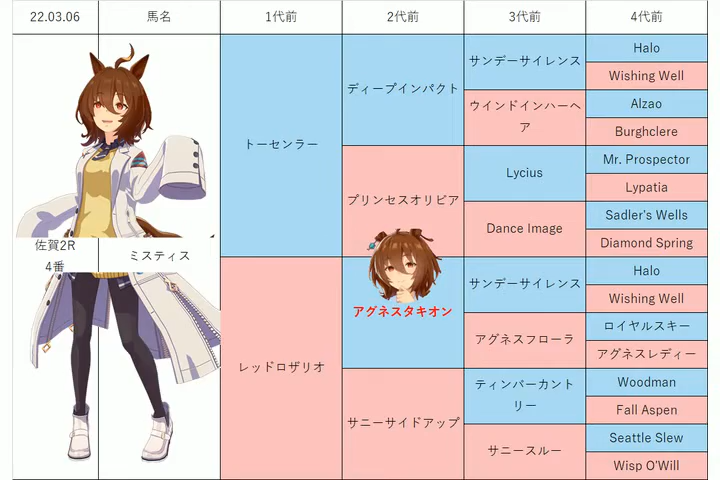 22.03.06 馬名 1代前 2代前 3代前 4代前
佐賀2R
4番
ミスティス
トーセンラー
レッドロザリオ
ディープインパクト
プリンセスオリビア
アグネスタキオン
サニーサイドアップ
サンデーサイレンス
ウインドインハーヘ
ア
Lycius
Dance Image
サンデーサイレンス
アグネスフローラ
ティンバーカント
リー
サニースルー
Halo
Wishing Well
Alzao
Burghclere
Mr. Prospector
Lypatia
Sadler's Wells
Diamond Spring
Halo
Wishing Well
ロイヤルスキー
アグネスレディー
Woodman
Fall Aspen
Seattle Slew
Wisp O'Will